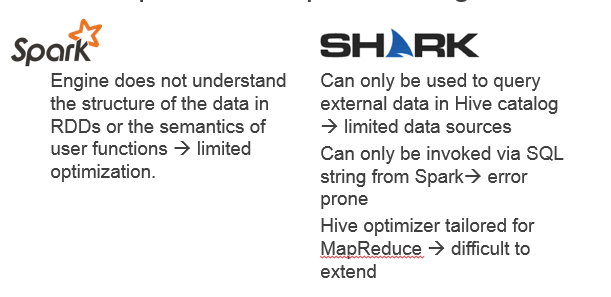 Spark
Engine does not understand
the structure of the data in
RDDs or the semantics of
user functions → limited
optimization.
SHARK
Can only be used to query
external data in Hive catalog
→ limited data sources
Can only be invoked via SQL
string from Spark→ error
prone
Hive optimizer tailored for
MapReduce → difficult to
extend